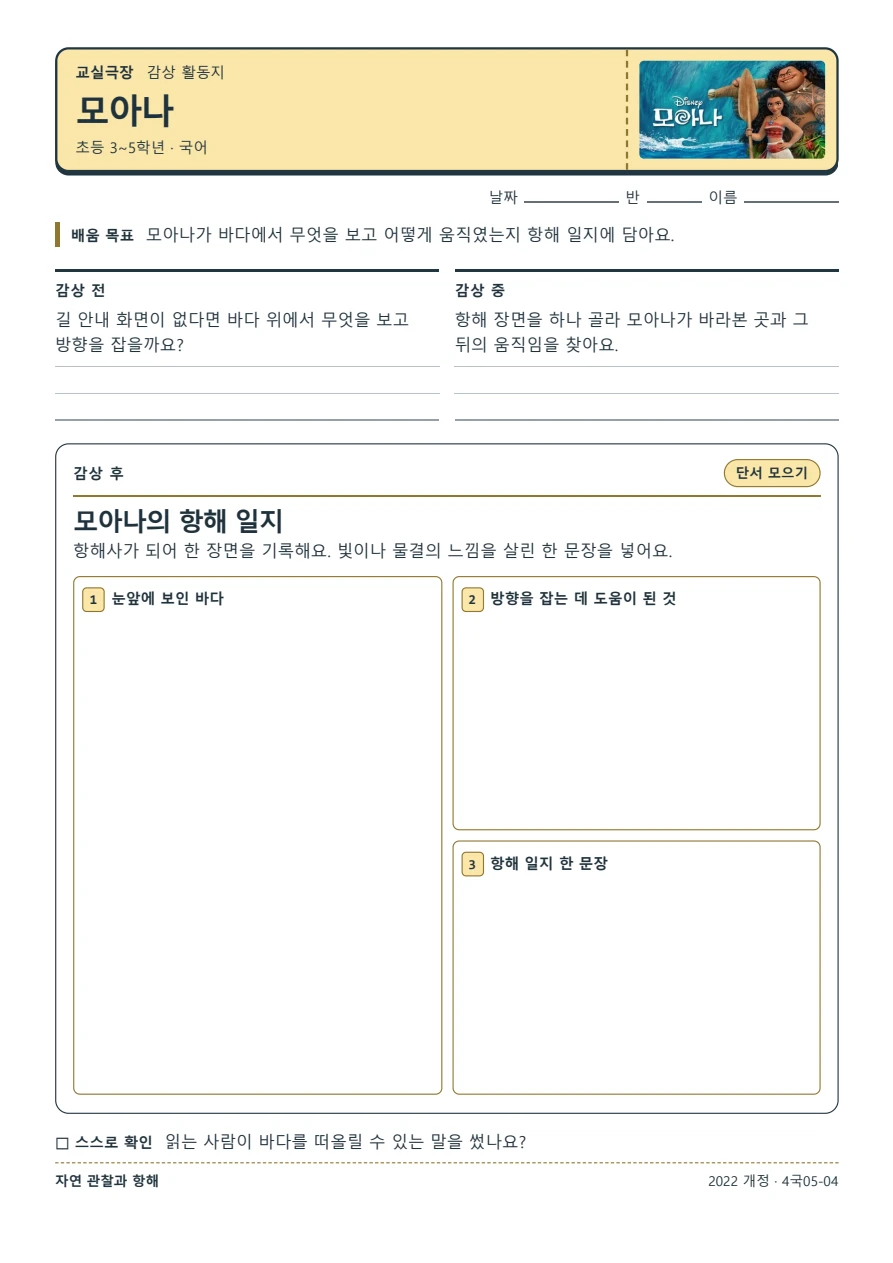 교실극장 감상 활동지
모아나
초등 3~5학년 · 국어
Disney
모아나
날짜 반 이름
배움 목표 모아나가 바다에서 무엇을 보고 어떻게 움직였는지 항해 일지에 담아요.
감상 전
길 안내 화면이 없다면 바다 위에서 무엇을 보고
방향을 잡을까요?
감상 중
항해 장면을 하나 골라 모아나가 바라본 곳과 그
뒤의 움직임을 찾아요.
감상 후
단서 모으기
모아나의 항해 일지
항해사가 되어 한 장면을 기록해요. 빛이나 물결의 느낌을 살린 한 문장을 넣어요.
1 눈앞에 보인 바다
2 방향을 잡는 데 도움이 된 것
3 항해 일지 한 문장
스스로 확인 읽는 사람이 바다를 떠올릴 수 있는 말을 썼나요?
자연 관찰과 항해
2022 개정 · 4국05-04